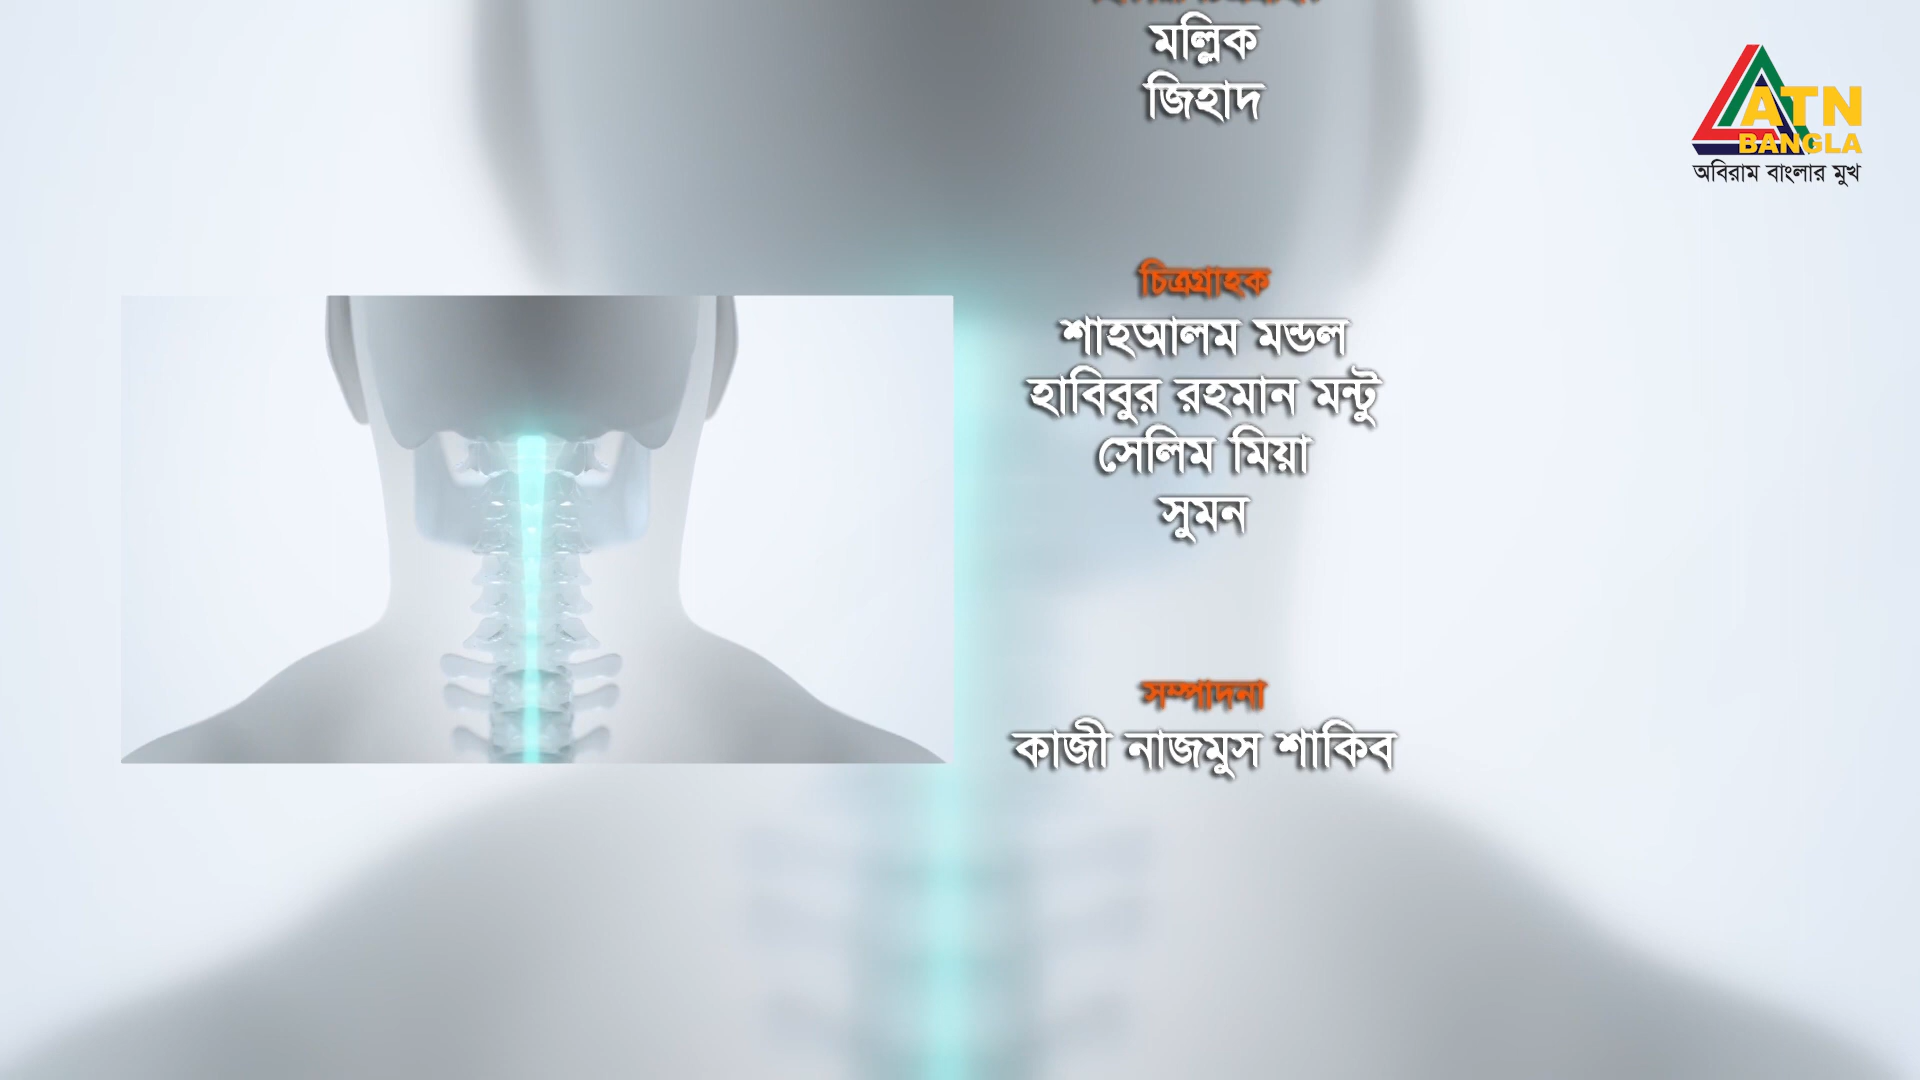 মল্লিক
জিহাদ
ATN
BANGLA
অবিরাম বাংলার মুখ
চিত্রগ্রাহক
শাহআলম মন্ডল
হাবিবুর রহমান মন্টু
সেলিম মিয়া
সুমন
সম্পাদনা
কাজী নাজমুস শাকিব